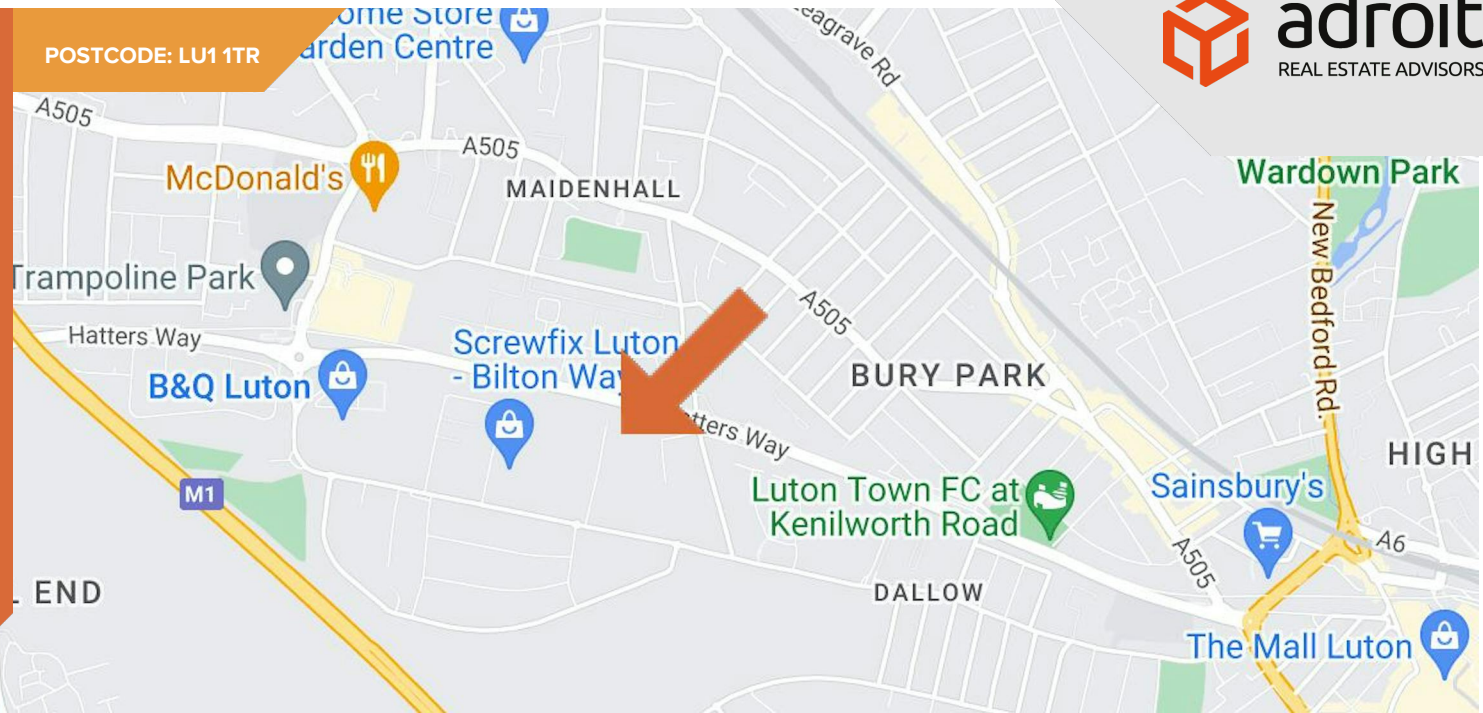 ome Store
arden Centre
POSTCODE: LU1 1TR
eagrave Rd
adroit
REAL ESTATE ADVISORS
A505
McDonald's
A505
MAIDENHALL
Wardown Park
New Bedford Rd.
Trampoline Park
A505
Hatters Way
Screwfix Luton
- Bilton Way
B&Q Luton
BURY PARK
tters Way
HIGH
M1
Luton Town FC at
Kenilworth Road
Sainsbury's
A505
A6
END
DALLOW
The Mall Luton